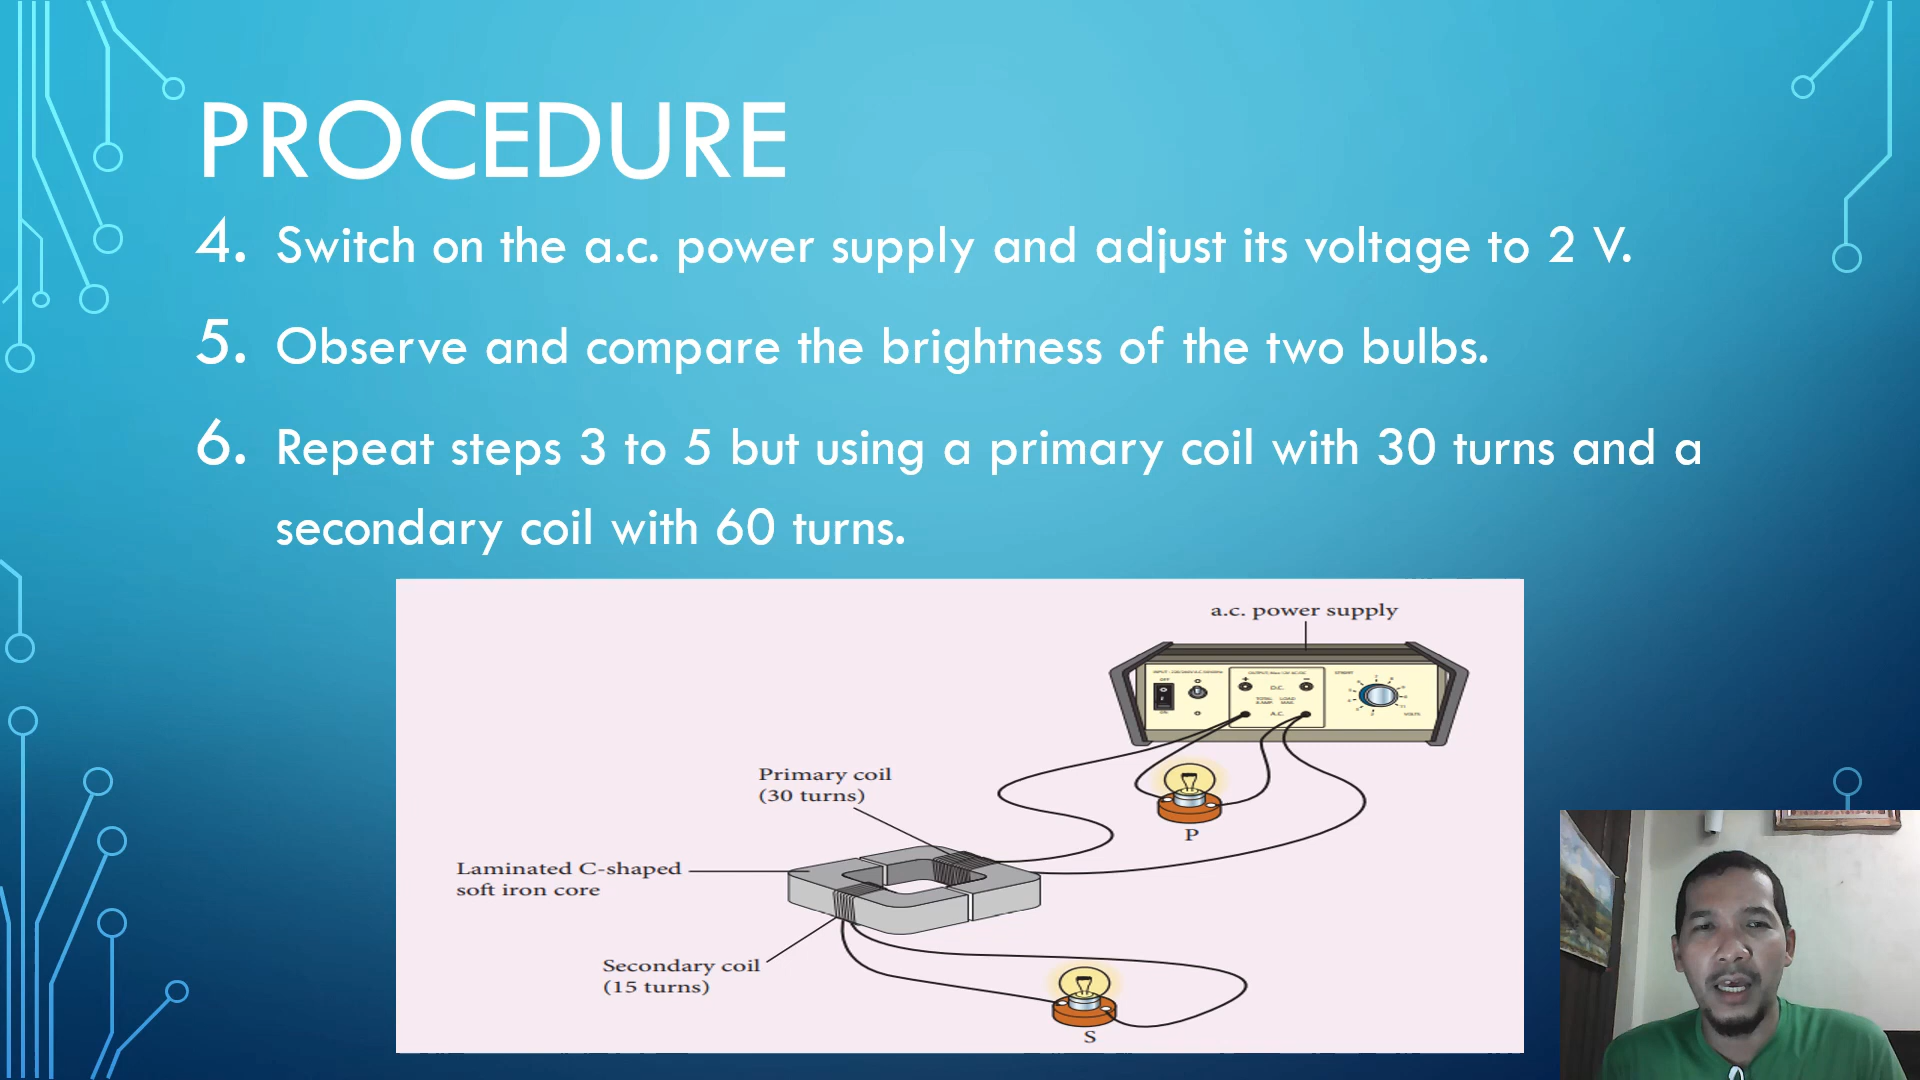 PROCEDURE
4. Switch on the a.c. power supply and adjust its voltage to 2 V.
5. Observe and compare the brightness of the two bulbs.
6. Repeat steps 3 to 5 but using a primary coil with 30 turns and a
secondary coil with 60 turns.
a.c. power supply
OFF
D.C.
A.C.
VOLTS
Primary coil
(30 turns)
P
Laminated C-shaped
soft iron core
Secondary coil
(15 turns)
S